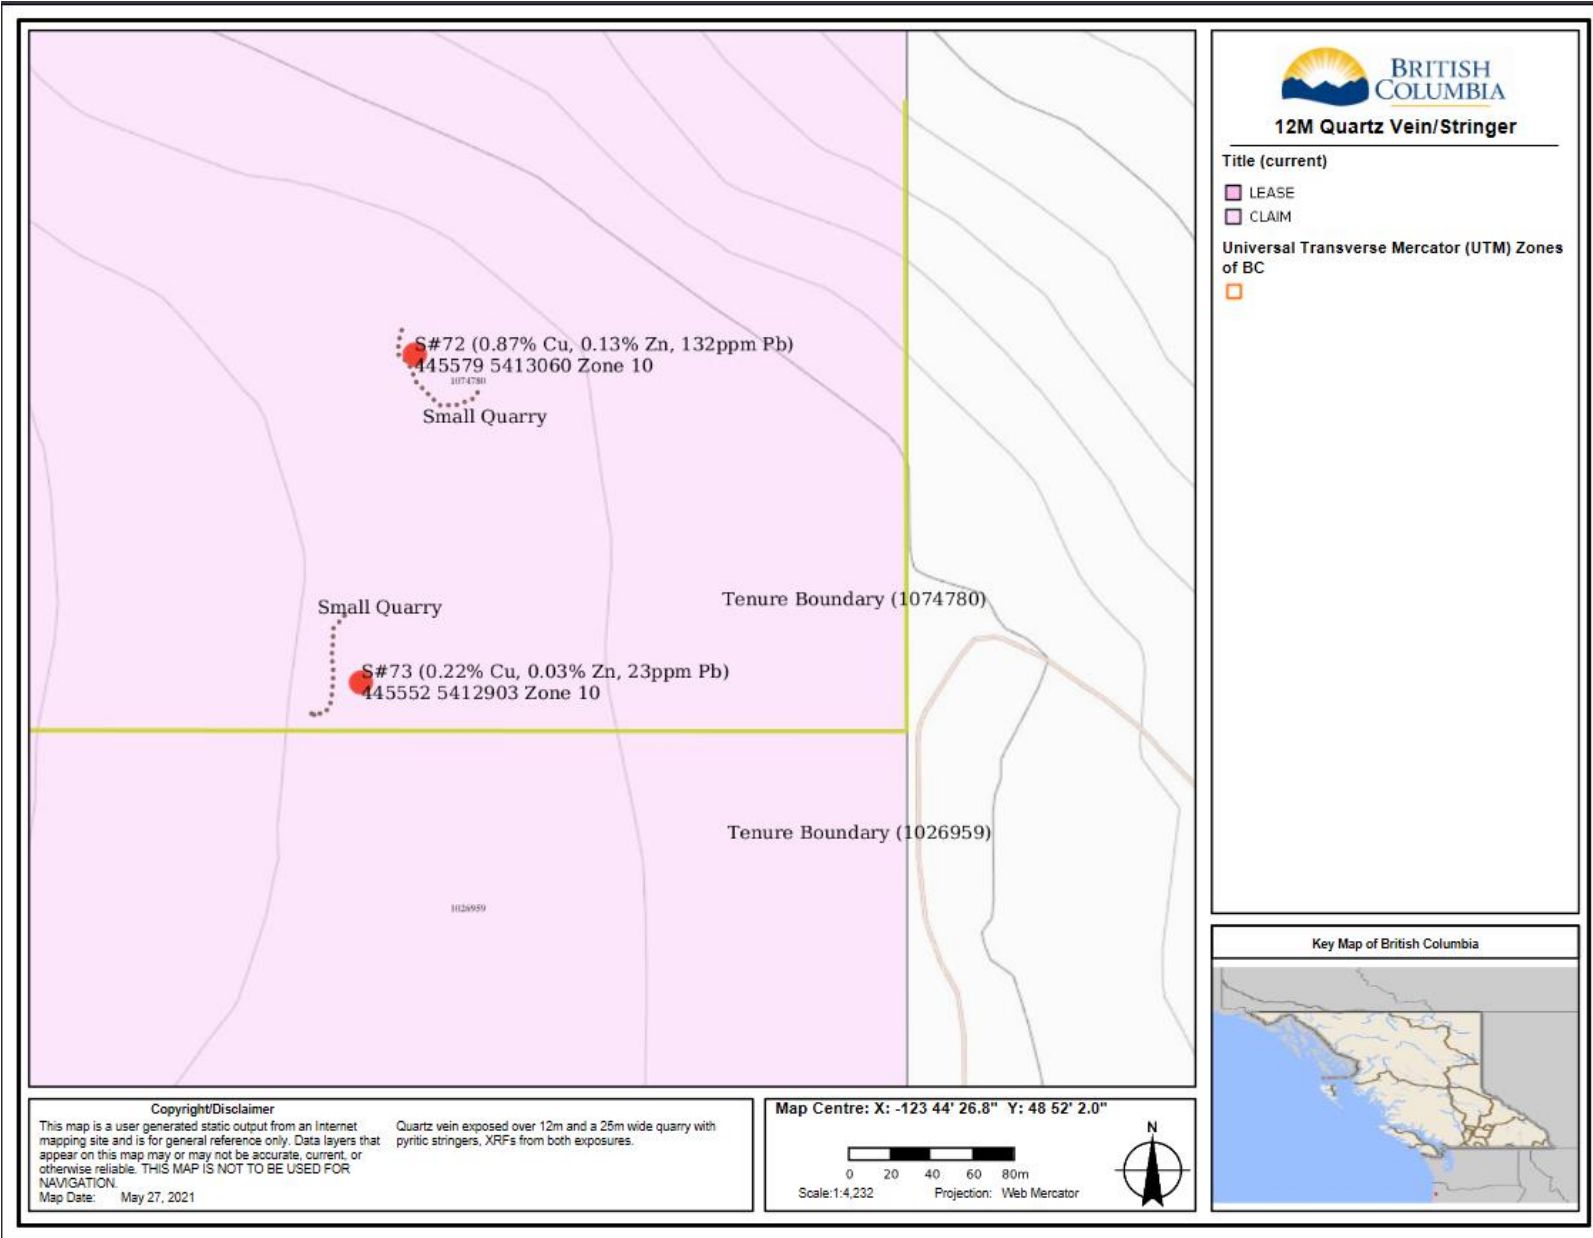 S#72 (0.87% Cu, 0.13% Zn, 132ppm Pb)
445579 5413060 Zone 10
1074780
Small Quarry
Tenure Boundary (1074780)
Small Quarry
S#73 (0.22% Cu, 0.03% Zn, 23ppm Pb)
445552 5412903 Zone 10
Tenure Boundary (1026959)
1026959
BRITISH
COLUMBIA
12M Quartz Vein/Stringer
Title (current)
LEASE
CLAIM
Universal Transverse Mercator (UTM) Zones
of BC
Key Map of British Columbia
Copyright/Disclaimer
This map is a user generated static output from an Internet
mapping site and is for general reference only. Data layers that
appear on this map may or may not be accurate, current, or
otherwise reliable. THIS MAP IS NOT TO BE USED FOR
NAVIGATION.
Map Date: May 27, 2021
Quartz vein exposed over 12m and a 25m wide quarry with
pyritic stringers, XRFs from both exposures.
Map Centre: X: -123 44' 26.8" Y: 48 52' 2.0"
0 20 40 60 80m
Scale:1:4,232 Projection: Web Mercator
N